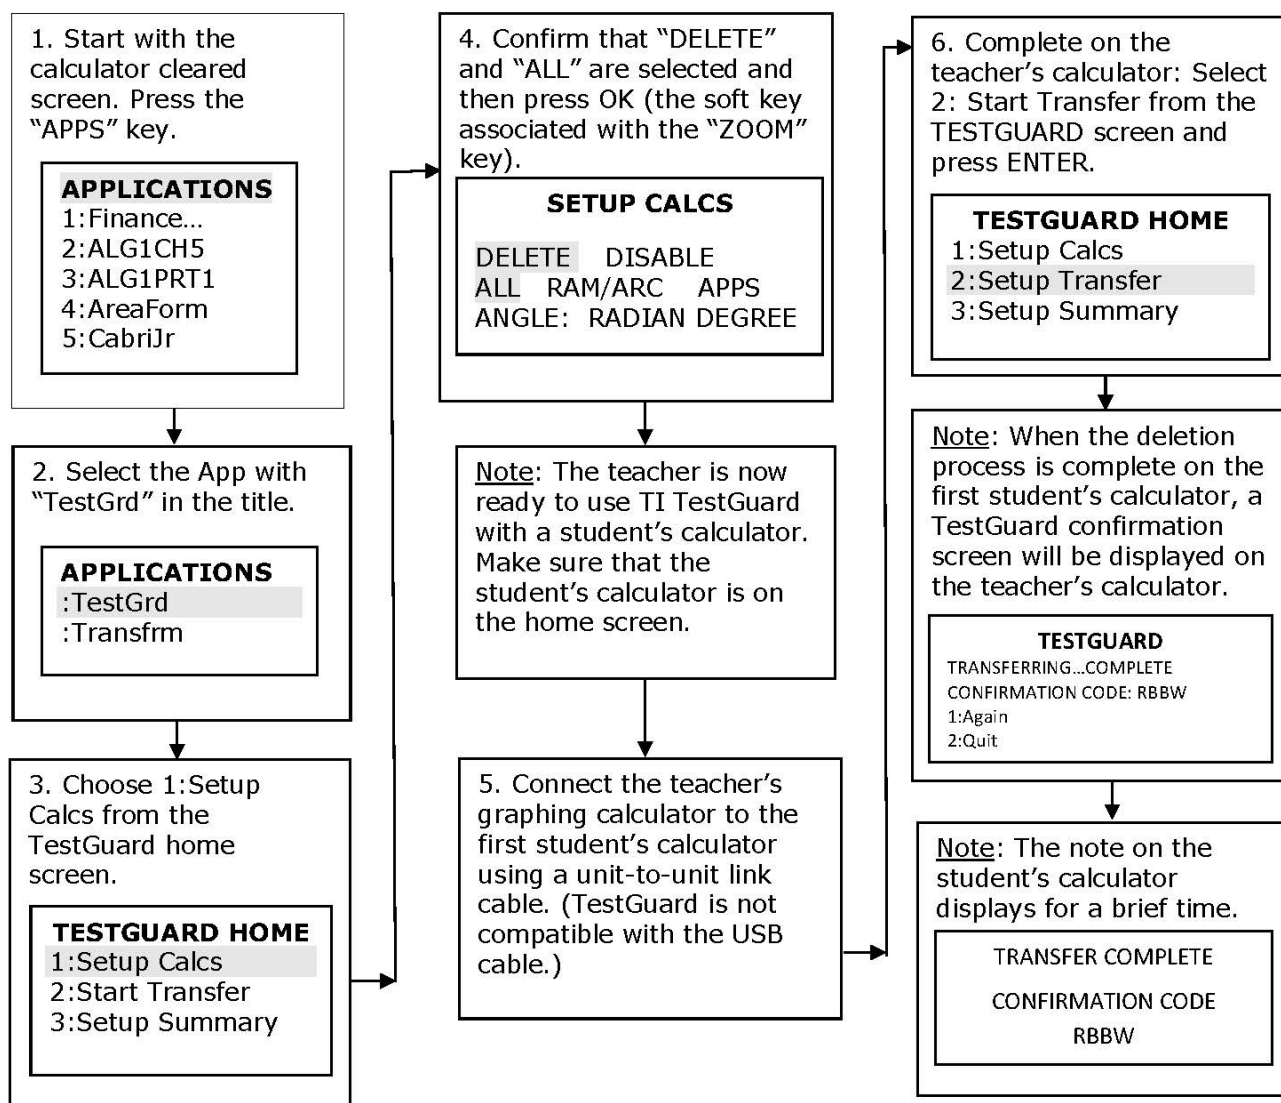 1. Start with the
calculator cleared
screen. Press the
“APPS” key.
APPLICATIONS
1:Finance…
2:ALG1CH5
3:ALG1PRT1
4:AreaForm
5:CabriJr
2. Select the App with
“TestGrd” in the title.
APPLICATIONS
:TestGrd
:Transfrm
3. Choose 1:Setup
Calcs from the
TestGuard home
screen.
TESTGUARD HOME
1:Setup Calcs
2:Start Transfer
3:Setup Summary
4. Confirm that “DELETE”
and “ALL” are selected and
then press OK (the soft key
associated with the “ZOOM”
key).
SETUP CALCS
DELETE DISABLE
ALL RAM/ARC APPS
ANGLE: RADIAN DEGREE
Note: The teacher is now
ready to use TI TestGuard
with a student’s calculator.
Make sure that the
student’s calculator is on
the home screen.
5. Connect the teacher’s
graphing calculator to the
first student’s calculator
using a unit-to-unit link
cable. (TestGuard is not
compatible with the USB
cable.)
6. Complete on the
teacher’s calculator: Select
2: Start Transfer from the
TESTGUARD screen and
press ENTER.
TESTGUARD HOME
1:Setup Calcs
2:Setup Transfer
3:Setup Summary
Note: When the deletion
process is complete on the
first student’s calculator, a
TestGuard confirmation
screen will be displayed on
the teacher’s calculator.
TESTGUARD
TRANSFERRING…COMPLETE
CONFIRMATION CODE: RBBW
1:Again
2:Quit
Note: The note on the
student’s calculator
displays for a brief time.
TRANSFER COMPLETE
CONFIRMATION CODE
RBBW